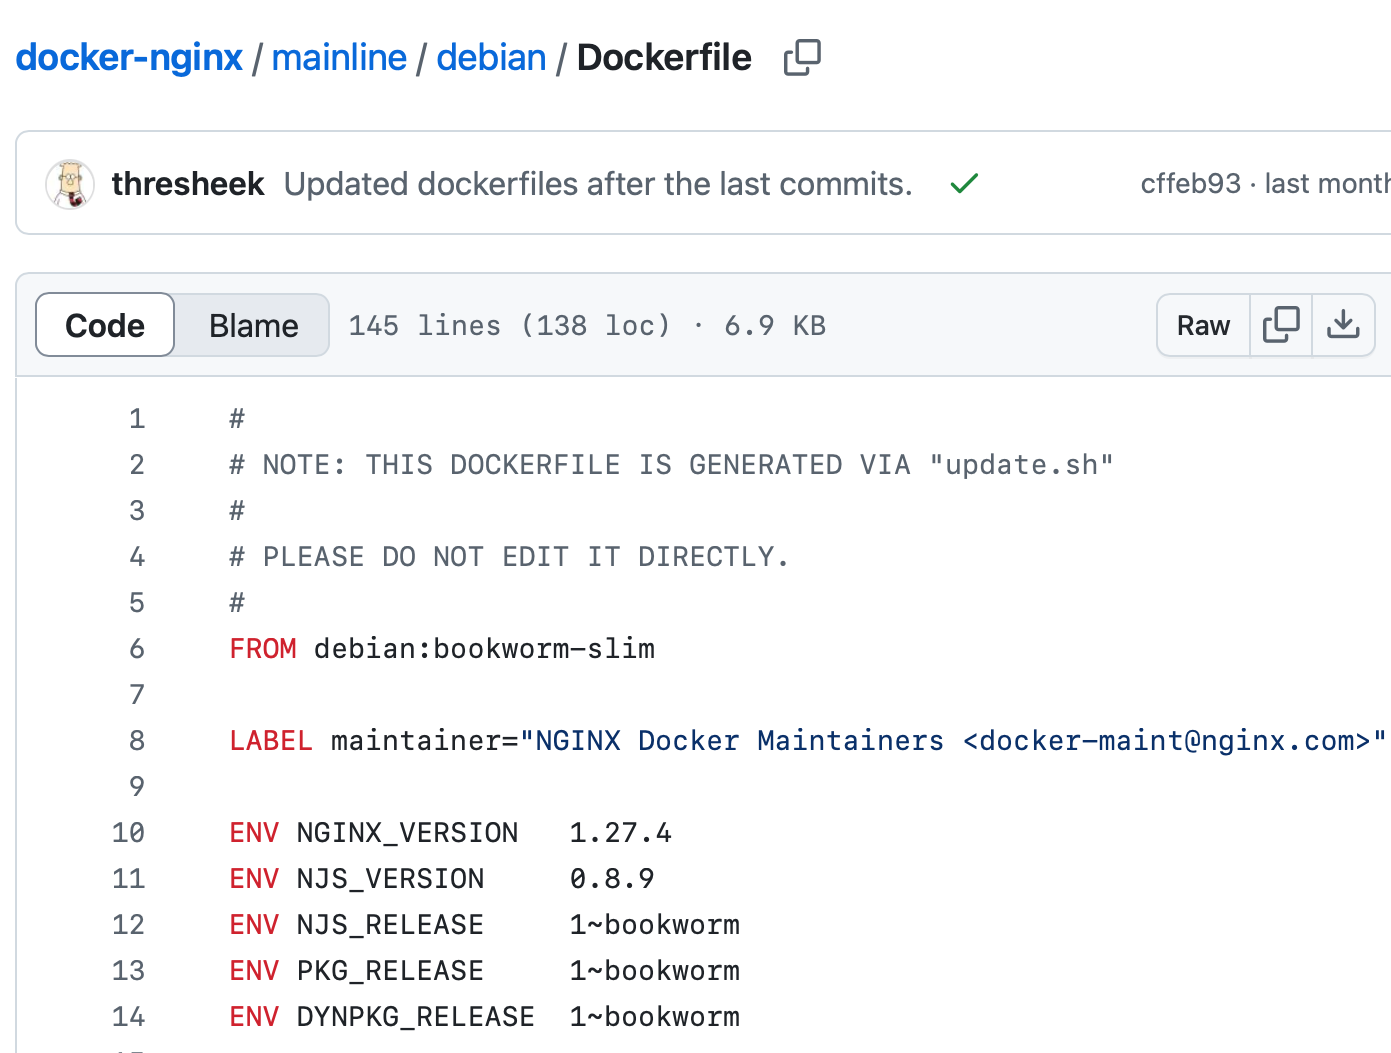 docker-nginx / mainline / debian / Dockerfile
thresheek Updated dockerfiles after the last commits. cffeb93 · last month
Code Blame 145 lines (138 loc) · 6.9 KB Raw
1 #
2 # NOTE: THIS DOCKERFILE IS GENERATED VIA "update.sh"
3 #
4 # PLEASE DO NOT EDIT IT DIRECTLY.
5 #
6 FROM debian:bookworm-slim
7
8 LABEL maintainer="NGINX Docker Maintainers <docker-maint@nginx.com>"
9
10 ENV NGINX_VERSION   1.27.4
11 ENV NJS_VERSION     0.8.9
12 ENV NJS_RELEASE     1~bookworm
13 ENV PKG_RELEASE     1~bookworm
14 ENV DYNPKG_RELEASE  1~bookworm